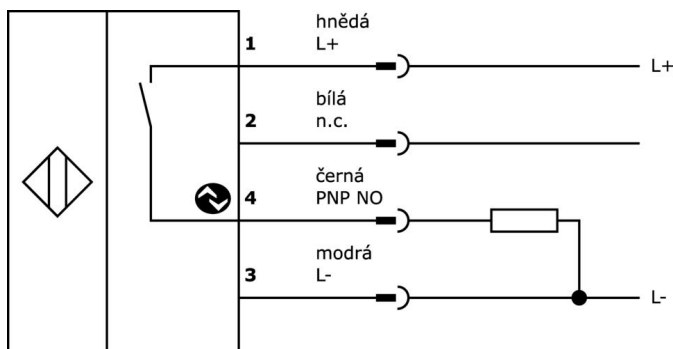 hnědá
1 L+
L+
bílá
2 n.c.
černá
4 PNP NO
modrá
3 L-
L-